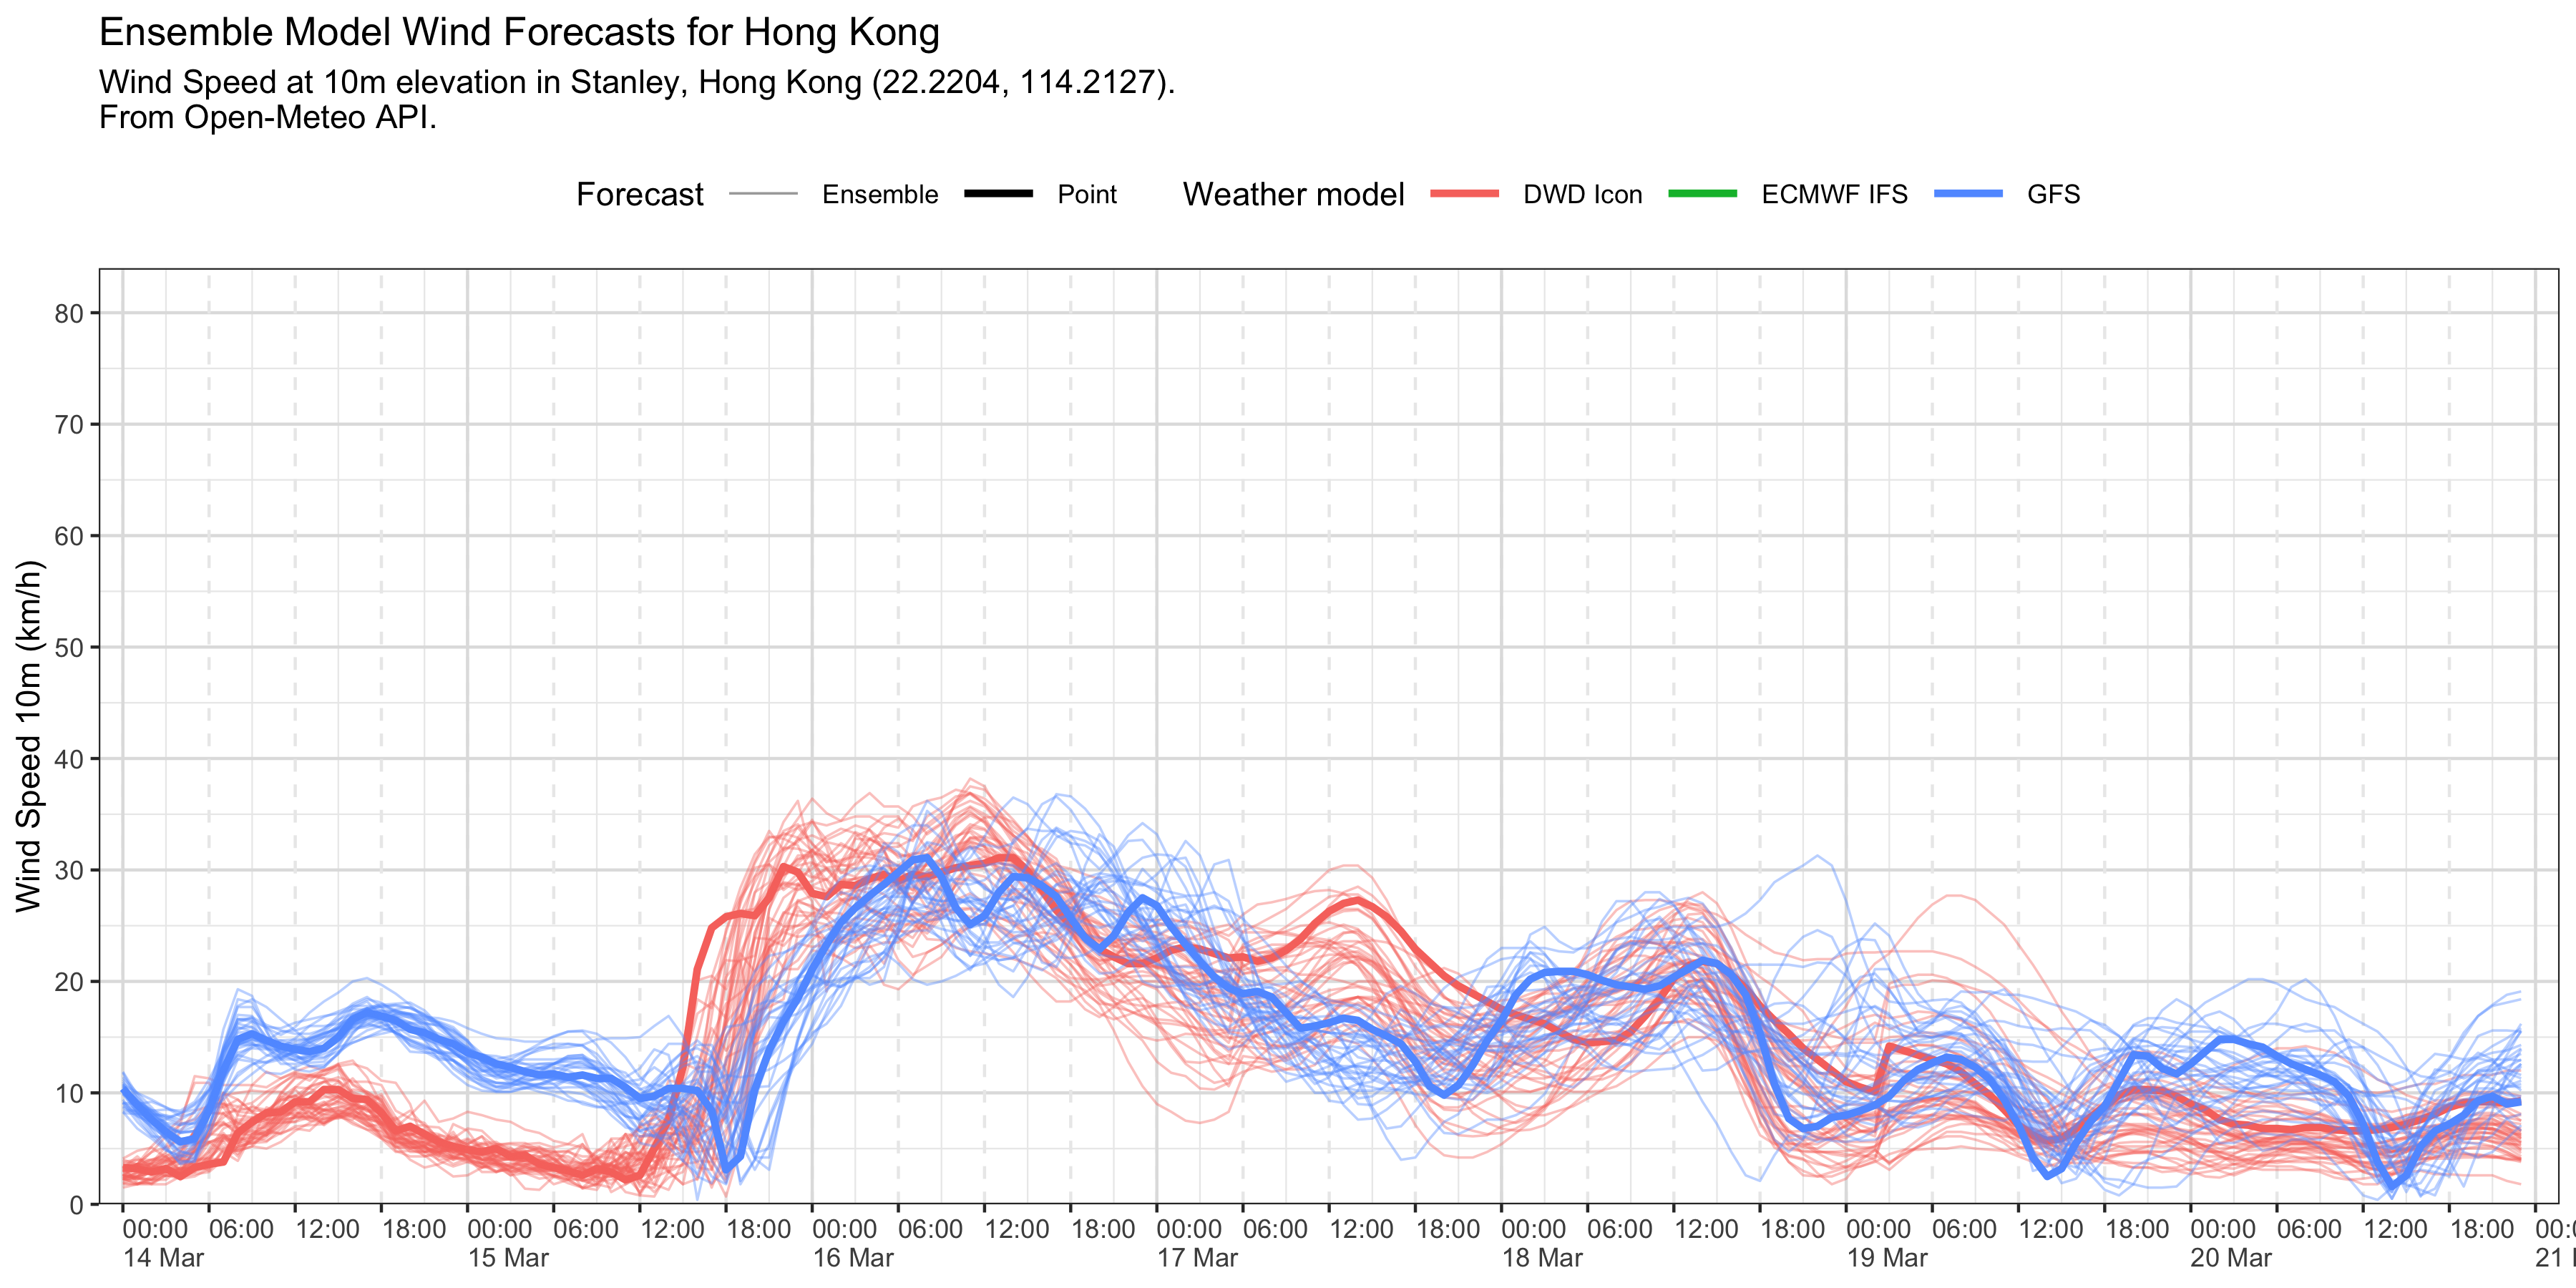 Ensemble Model Wind Forecasts for Hong Kong
Wind Speed at 10m elevation in Stanley, Hong Kong (22.2204, 114.2127).
From Open-Meteo API.
Forecast Ensemble Point Weather model DWD Icon ECMWF IFS GFS
Wind Speed 10m (km/h)
80
70
60
50
40
30
20
10
0
00:00 06:00 12:00 18:00 00:00 06:00 12:00 18:00 00:00 06:00 12:00 18:00 00:00 06:00 12:00 18:00 00:00 06:00 12:00 18:00 00:00 06:00 12:00 18:00 00:00 06:00 12:00 18:00
14 Mar 15 Mar 16 Mar 17 Mar 18 Mar 19 Mar 20 Mar 21